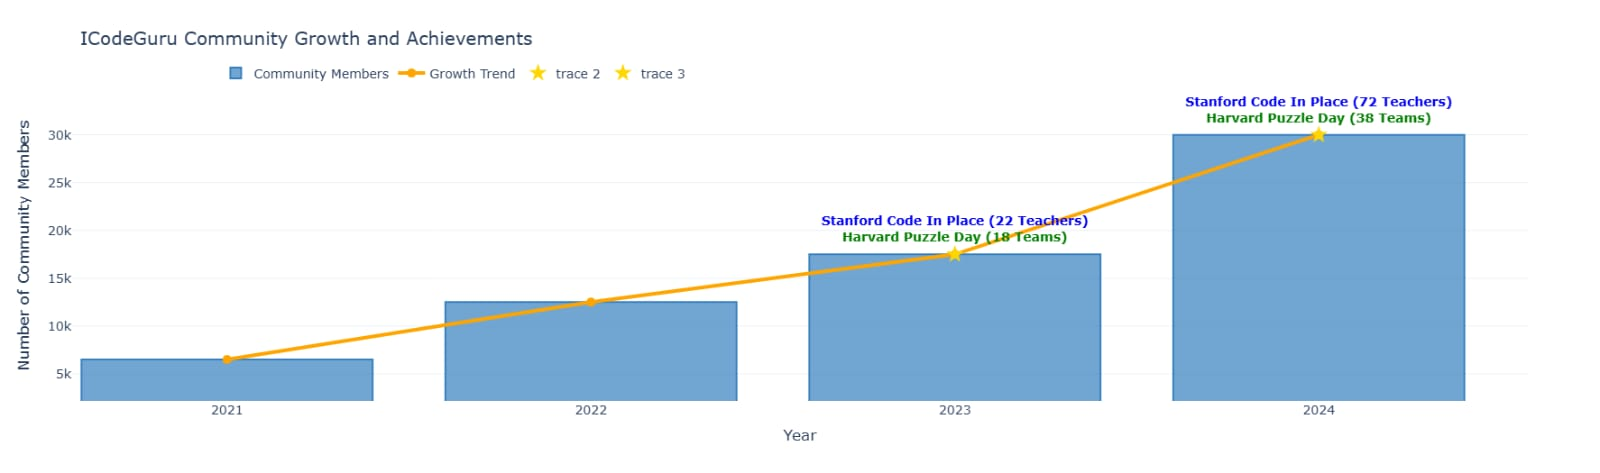 ICodeGuru Community Growth and Achievements
Community Members Growth Trend trace 2 trace 3
Stanford Code In Place (72 Teachers)
Harvard Puzzle Day (38 Teams)
Stanford Code In Place (22 Teachers)
Harvard Puzzle Day (18 Teams)
Number of Community Members
30k
25k
20k
15k
10k
5k
2021 2022 2023 2024
Year